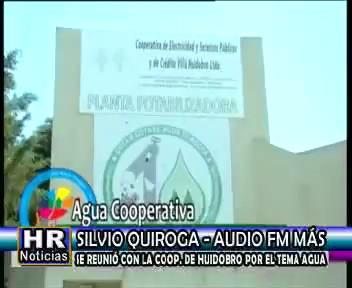 Cooperativa de Electricidad y Servicios Públicos
y de Crédito Villa Huidobro Ltda.
PLANTA POTABILIZADORA
Agua Cooperativa
HR
Noticias
SILVIO QUIROGA - AUDIO FM MÁS
SE REUNIÓ CON LA COOP. DE HUIDOBRO POR EL TEMA AGUA